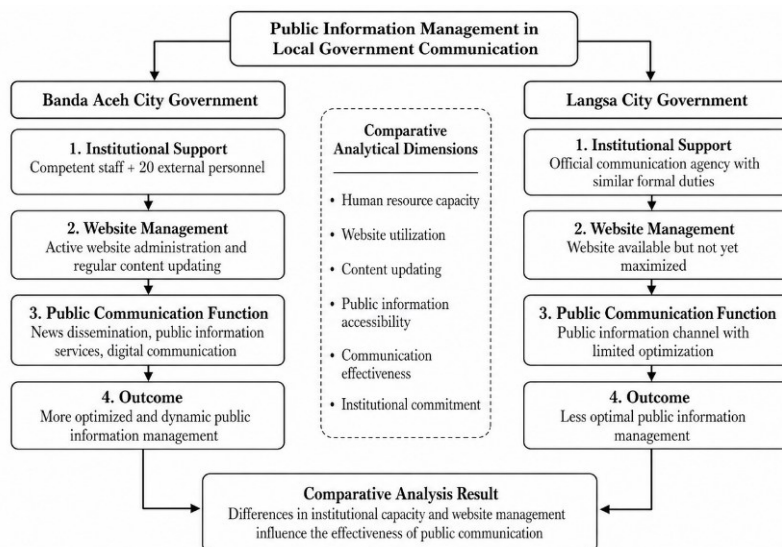 Public Information Management in
Local Government Communication
Banda Aceh City Government
1. Institutional Support
Competent staff + 20 external personnel
2. Website Management
Active website administration and
regular content updating
3. Public Communication Function
News dissemination, public information
services, digital communication
4. Outcome
More optimized and dynamic public
information management
Comparative
Analytical Dimensions
• Human resource capacity
• Website utilization
• Content updating
• Public information
accessibility
• Communication
effectiveness
• Institutional commitment
Langsa City Government
1. Institutional Support
Official communication agency with
similar formal duties
2. Website Management
Website available but not yet
maximized
3. Public Communication Function
Public information channel with
limited optimization
4. Outcome
Less optimal public information
management
Comparative Analysis Result
Differences in institutional capacity and website management
influence the effectiveness of public communication